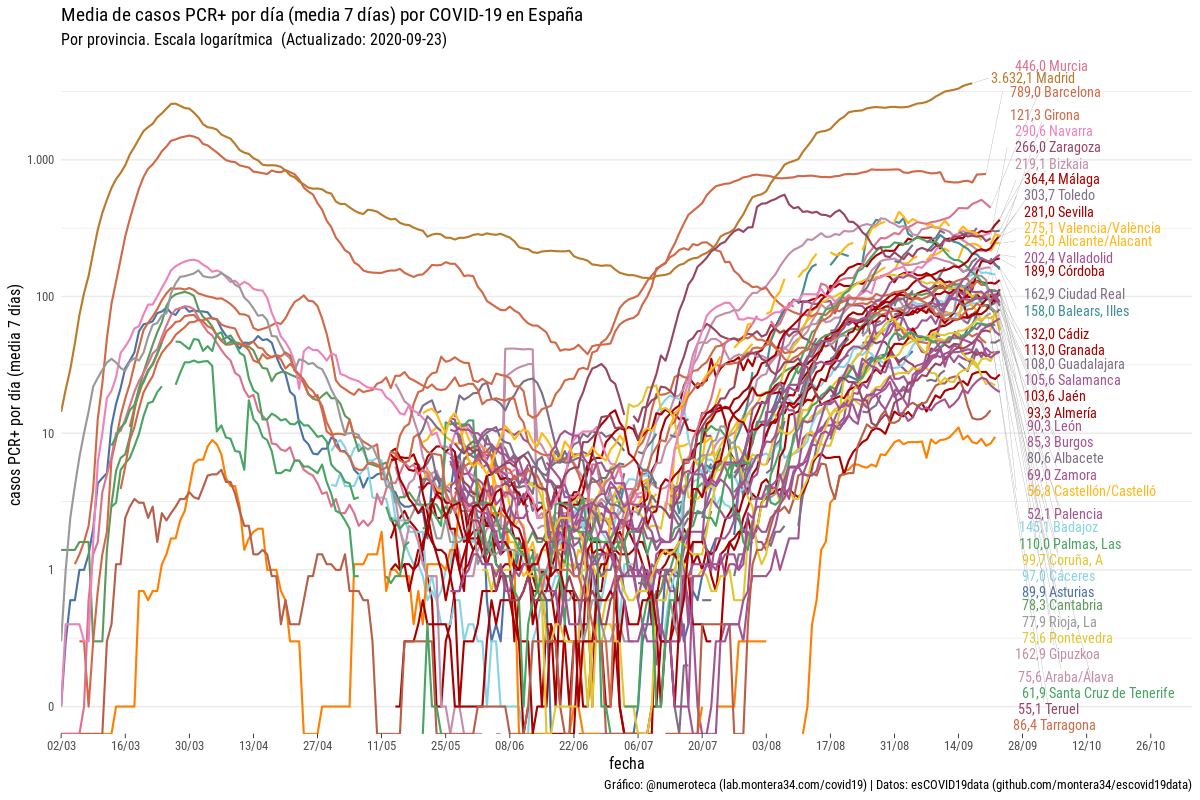 Media de casos PCR+ por día (media 7 días) por COVID-19 en España
Por provincia. Escala logarítmica (Actualizado: 2020-09-23)
casos PCR+ por día (media 7 días)
1.000
100
10
1
0
446,0 Murcia
3.632,1 Madrid
789,0 Barcelona
121,3 Girona
290,6 Navarra
266,0 Zaragoza
219,1 Bizkaia
364,4 Málaga
303,7 Toledo
281,0 Sevilla
275,1 Valencia/València
245,0 Alicante/Alacant
202,4 Valladolid
189,9 Córdoba
162,9 Ciudad Real
158,0 Balears, Illes
132,0 Cádiz
113,0 Granada
108,0 Guadalajara
105,6 Salamanca
103,6 Jaén
93,3 Almería
90,3 León
85,3 Burgos
80,6 Albacete
69,0 Zamora
56,8 Castellón/Castelló
52,1 Palencia
145,1 Badajoz
110,0 Palmas, Las
99,7 Coruña, A
97,0 Cáceres
89,9 Asturias
78,3 Cantabria
77,9 Rioja, La
73,6 Pontevedra
162,9 Gipuzkoa
75,6 Araba/Álava
61,9 Santa Cruz de Tenerife
55,1 Teruel
86,4 Tarragona
02/03 16/03 30/03 13/04 27/04 11/05 25/05 08/06 22/06 06/07 20/07 03/08 17/08 31/08 14/09 28/09 12/10 26/10
fecha
Gráfico: @numeroteca (lab.montera34.com/covid19) | Datos: esCOVID19data (github.com/montera34/escovid19data)